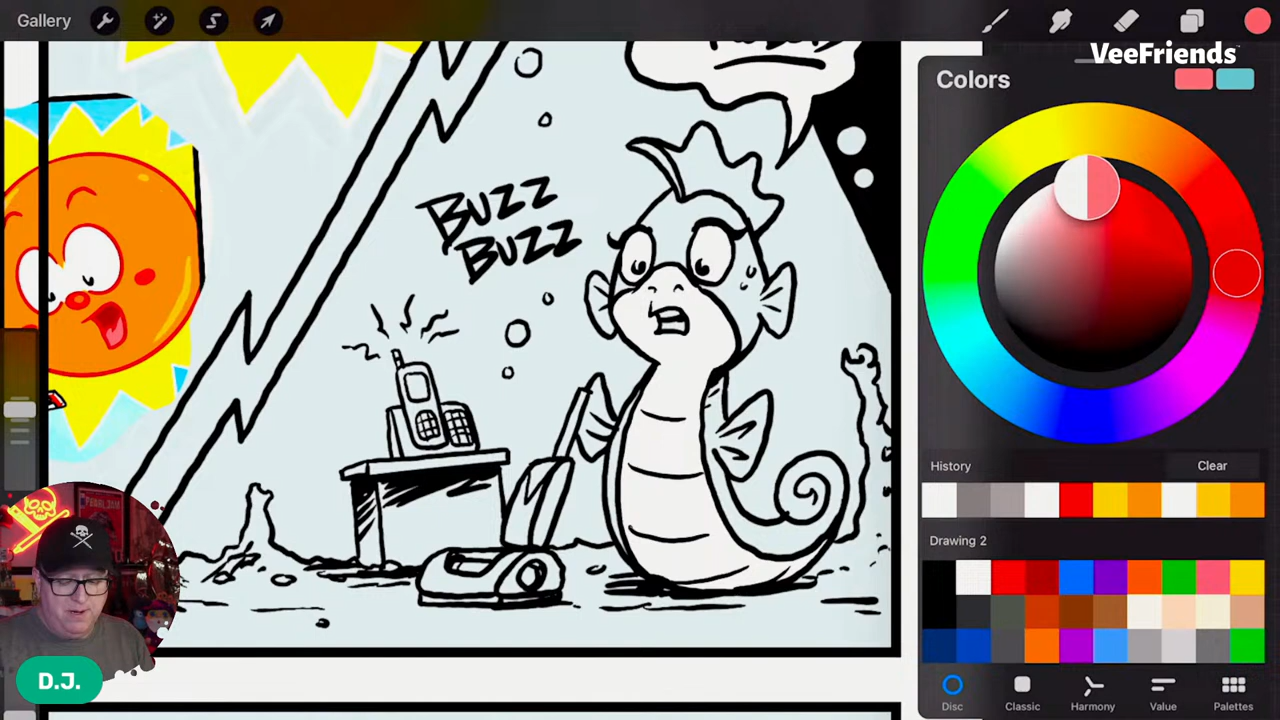 Gallery
VeeFriends
Colors
BUZZ
BUZZ
History
Clear
Drawing 2
D.J.
Disc
Classic
Harmony
Value
Palettes